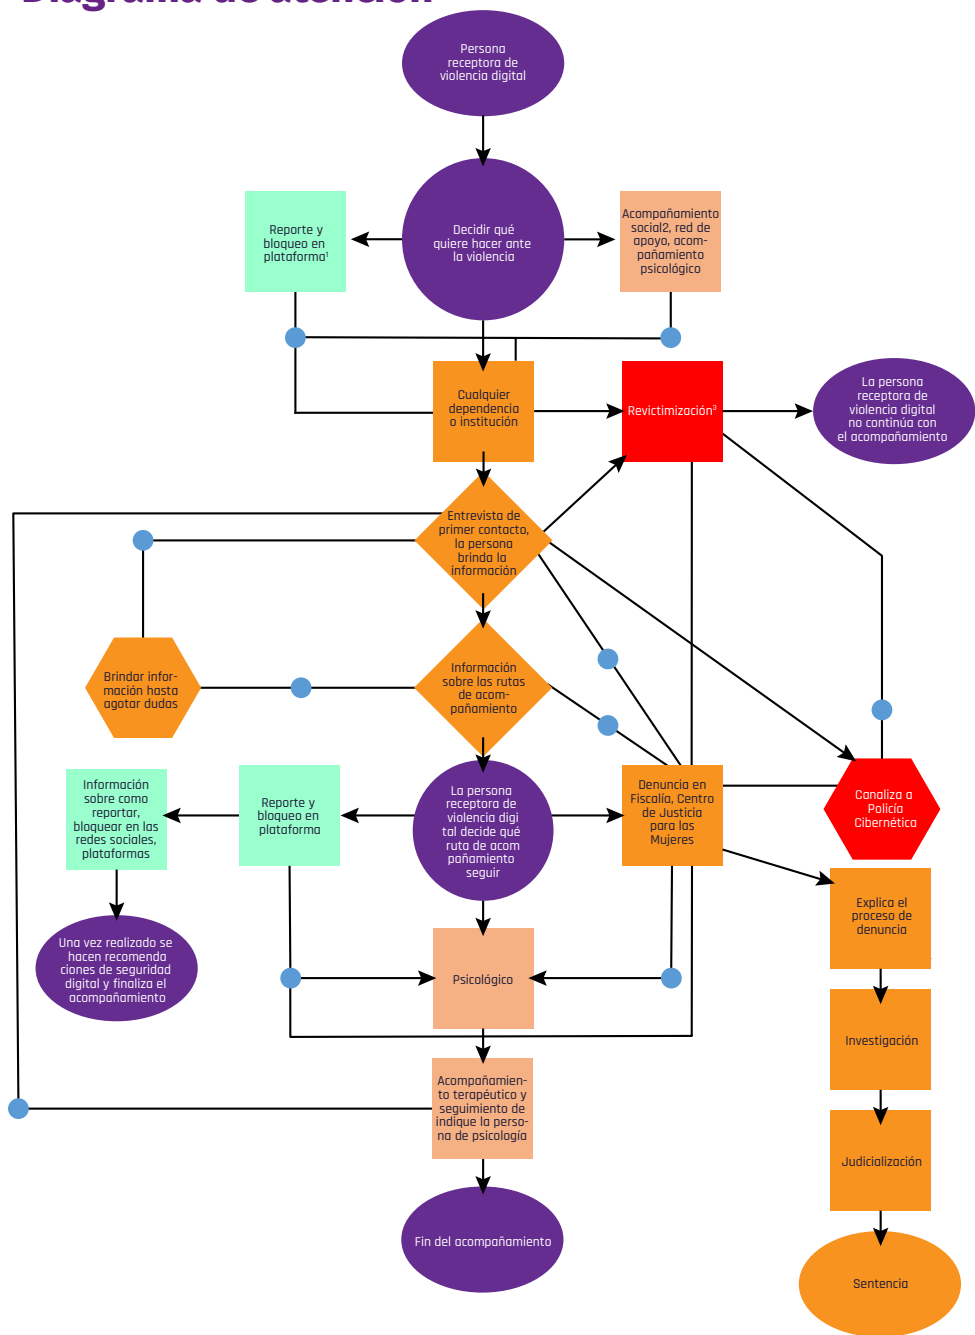 Diagrama de atención
Persona
receptora de
violencia digital
Reporte y
bloqueo en
plataforma¹
Decidir qué
quiere hacer ante
la violencia
Acompañamiento
social2, red de
apoyo, acom-
pañamiento
psicológico
Cualquier
dependencia
o institución
Revictimización³
La persona
receptora de
violencia digital
no continúa con
el acompañamiento
Entrevista de
primer contacto,
la persona
brinda la
información
Brindar infor-
mación hasta
agotar dudas
Información
sobre las rutas
de acom-
pañamiento
Información
sobre como
reportar,
bloquear en las
redes sociales,
plataformas
Reporte y
bloqueo en
plataforma
La persona
receptora de
violencia digi
tal decide qué
ruta de acom
pañamiento
seguir
Denuncia en
Fiscalía, Centro
de Justicia
para las
Mujeres
Canaliza a
Policía
Cibernética
Una vez realizado se
hacen recomenda
ciones de seguridad
digital y finaliza el
acompañamiento
Psicológico
Explica el
proceso de
denuncia
Investigación
Acompañamien-
to terapéutico y
seguimiento de
indique la perso-
na de psicología
Judicialización
Fin del acompañamiento
Sentencia